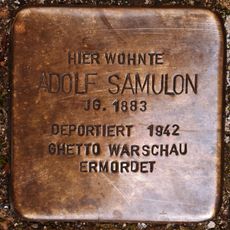 HIER WOHNTE
ADOLF SAMULON
JG. 1883
DEPORTIERT 1942
GHETTO WARSCHAU
ERMORDET